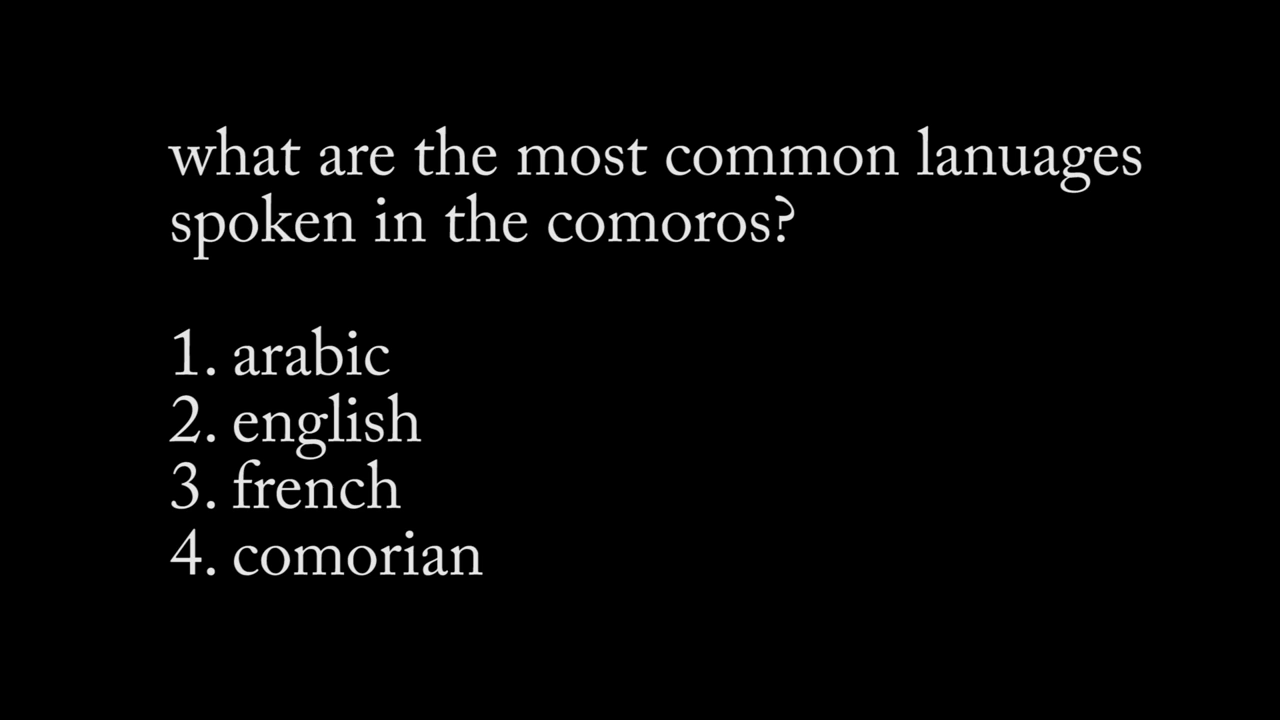 what are the most common lanuages
spoken in the comoros?
1. arabic
2. english
3. french
4. comorian